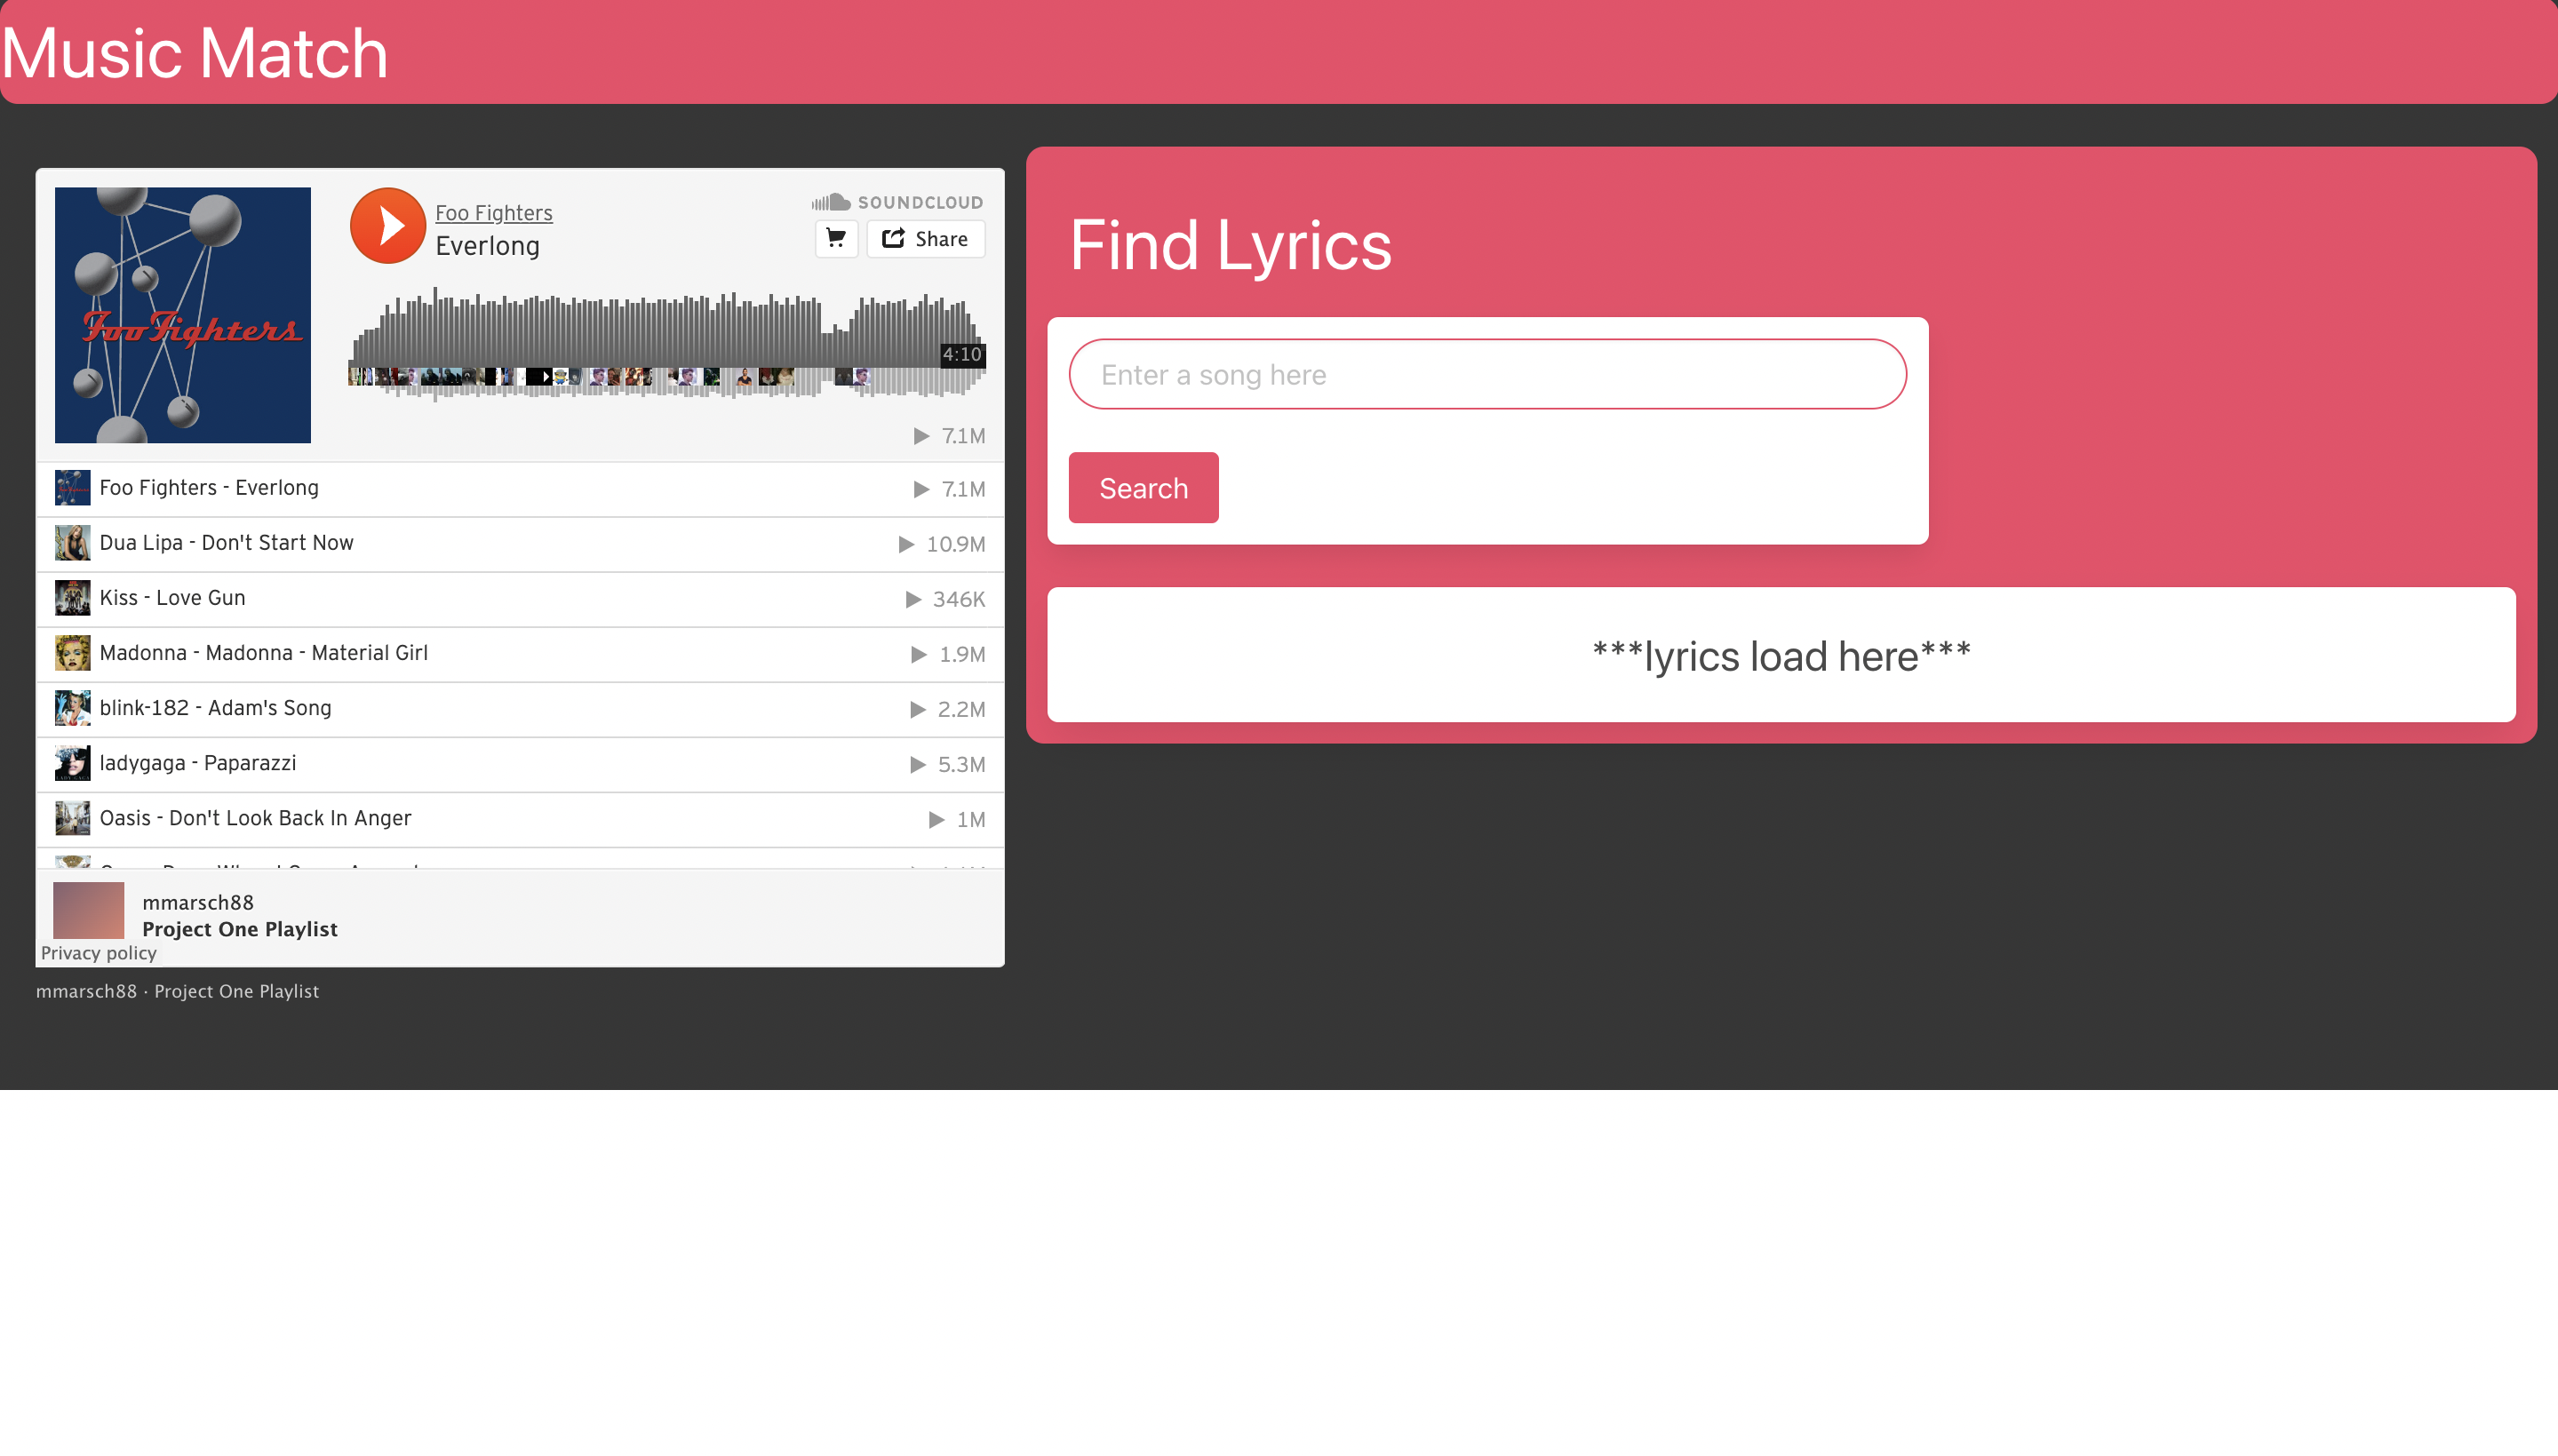 Music Match
Foo Fighters
Everlong
SOUNDCLOUD
Share
Foo Fighters
4:10
7.1M
Foo Fighters - Everlong
7.1M
Dua Lipa - Don't Start Now
10.9M
Kiss - Love Gun
346K
Madonna - Madonna - Material Girl
1.9M
blink-182 - Adam's Song
2.2M
ladygaga - Paparazzi
5.3M
Oasis - Don't Look Back In Anger
1M
mmarsch88
Project One Playlist
Privacy policy
mmarsch88 · Project One Playlist
Find Lyrics
Enter a song here
Search
***lyrics load here***